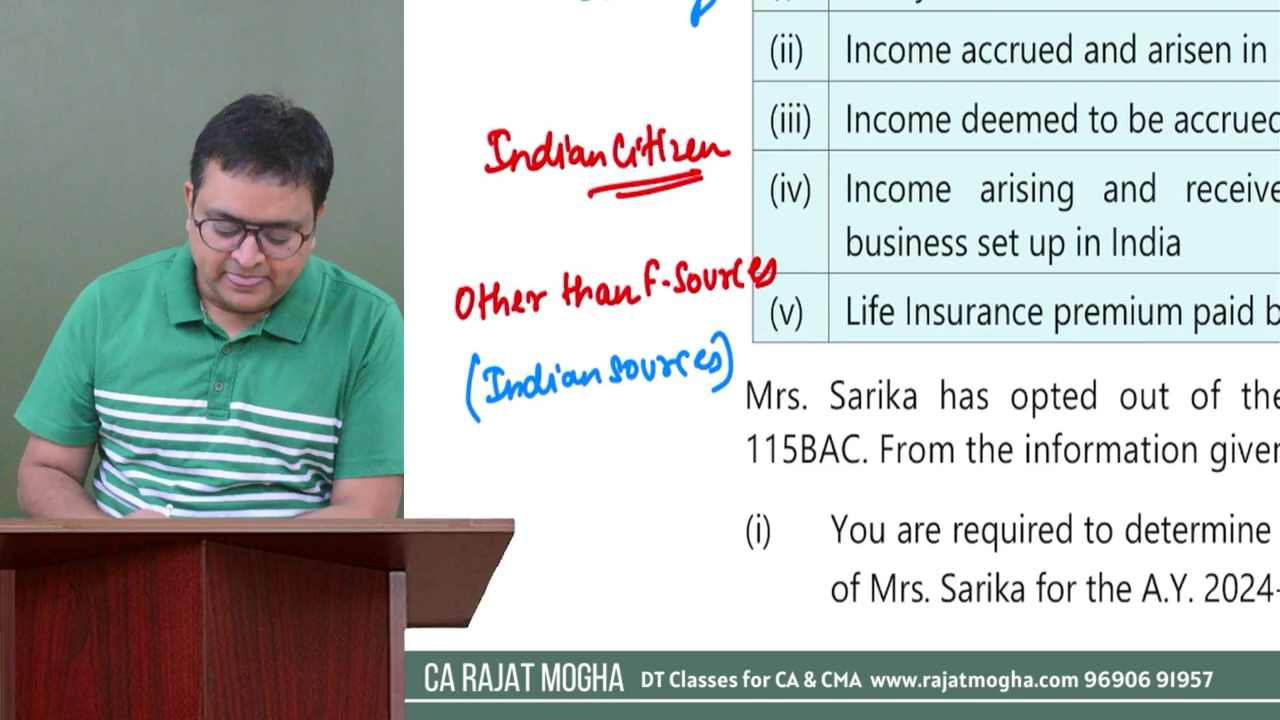 (ii) Income accrued and arisen in
Indian Citizen
(iii) Income deemed to be accrued
(iv) Income arising and receive
business set up in India
Other than F. Sources
(v) Life Insurance premium paid b
(Indian sources)
Mrs. Sarika has opted out of the
115BAC. From the information given
(i) You are required to determine
of Mrs. Sarika for the A.Y. 2024-
CA RAJAT MOGHA DT Classes for CA & CMA www.rajatmogha.com 96906 91957